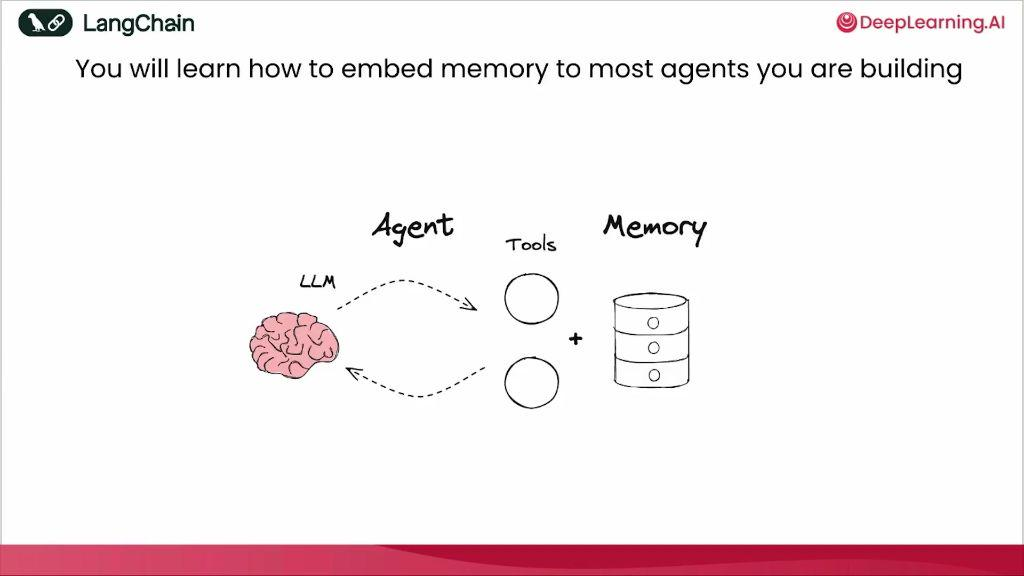 LangChain
DeepLearning.AI
You will learn how to embed memory to most agents you are building
Agent
Memory
Tools
LLM
+